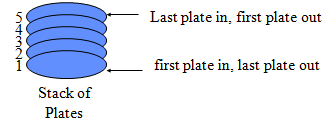 5 Last plate in, first plate out
4
3
2
1 first plate in, last plate out
Stack of
Plates